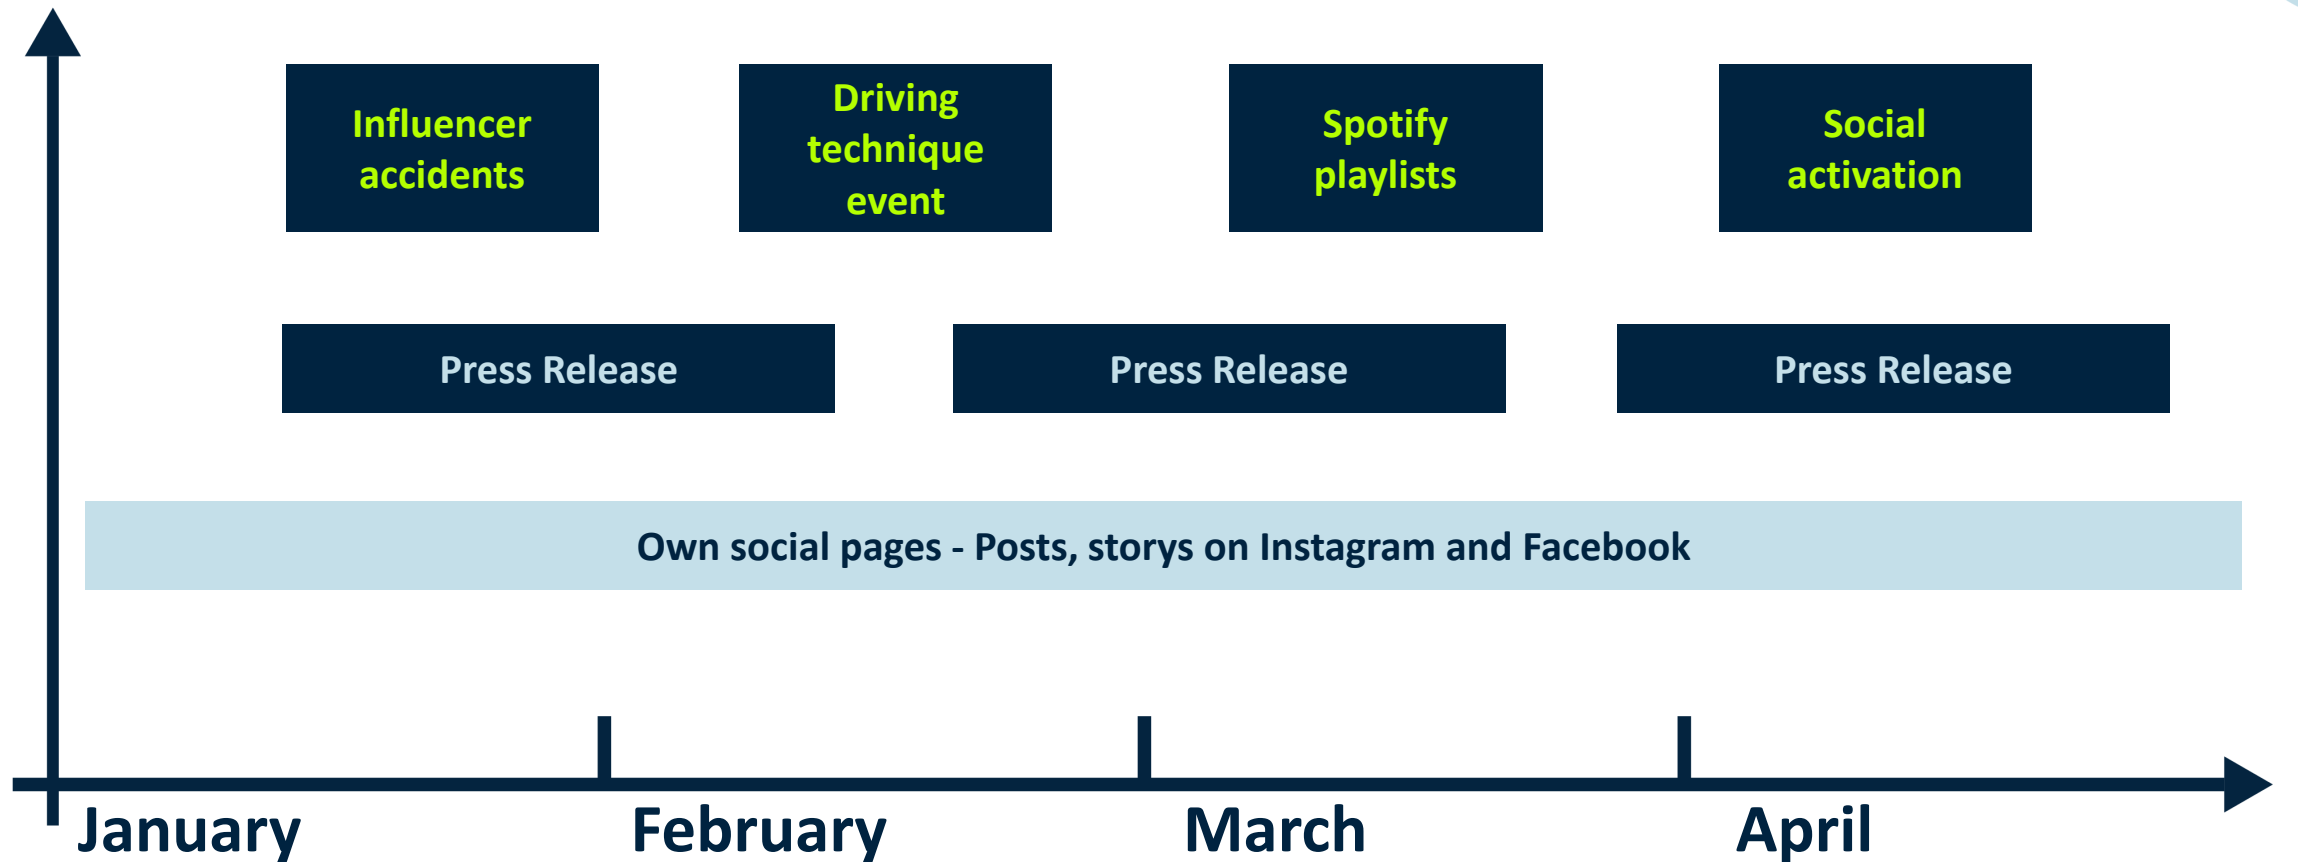 Influencer
accidents
Driving
technique
event
Spotify
playlists
Social
activation
Press Release
Press Release
Press Release
Own social pages - Posts, storys on Instagram and Facebook
January
February
March
April